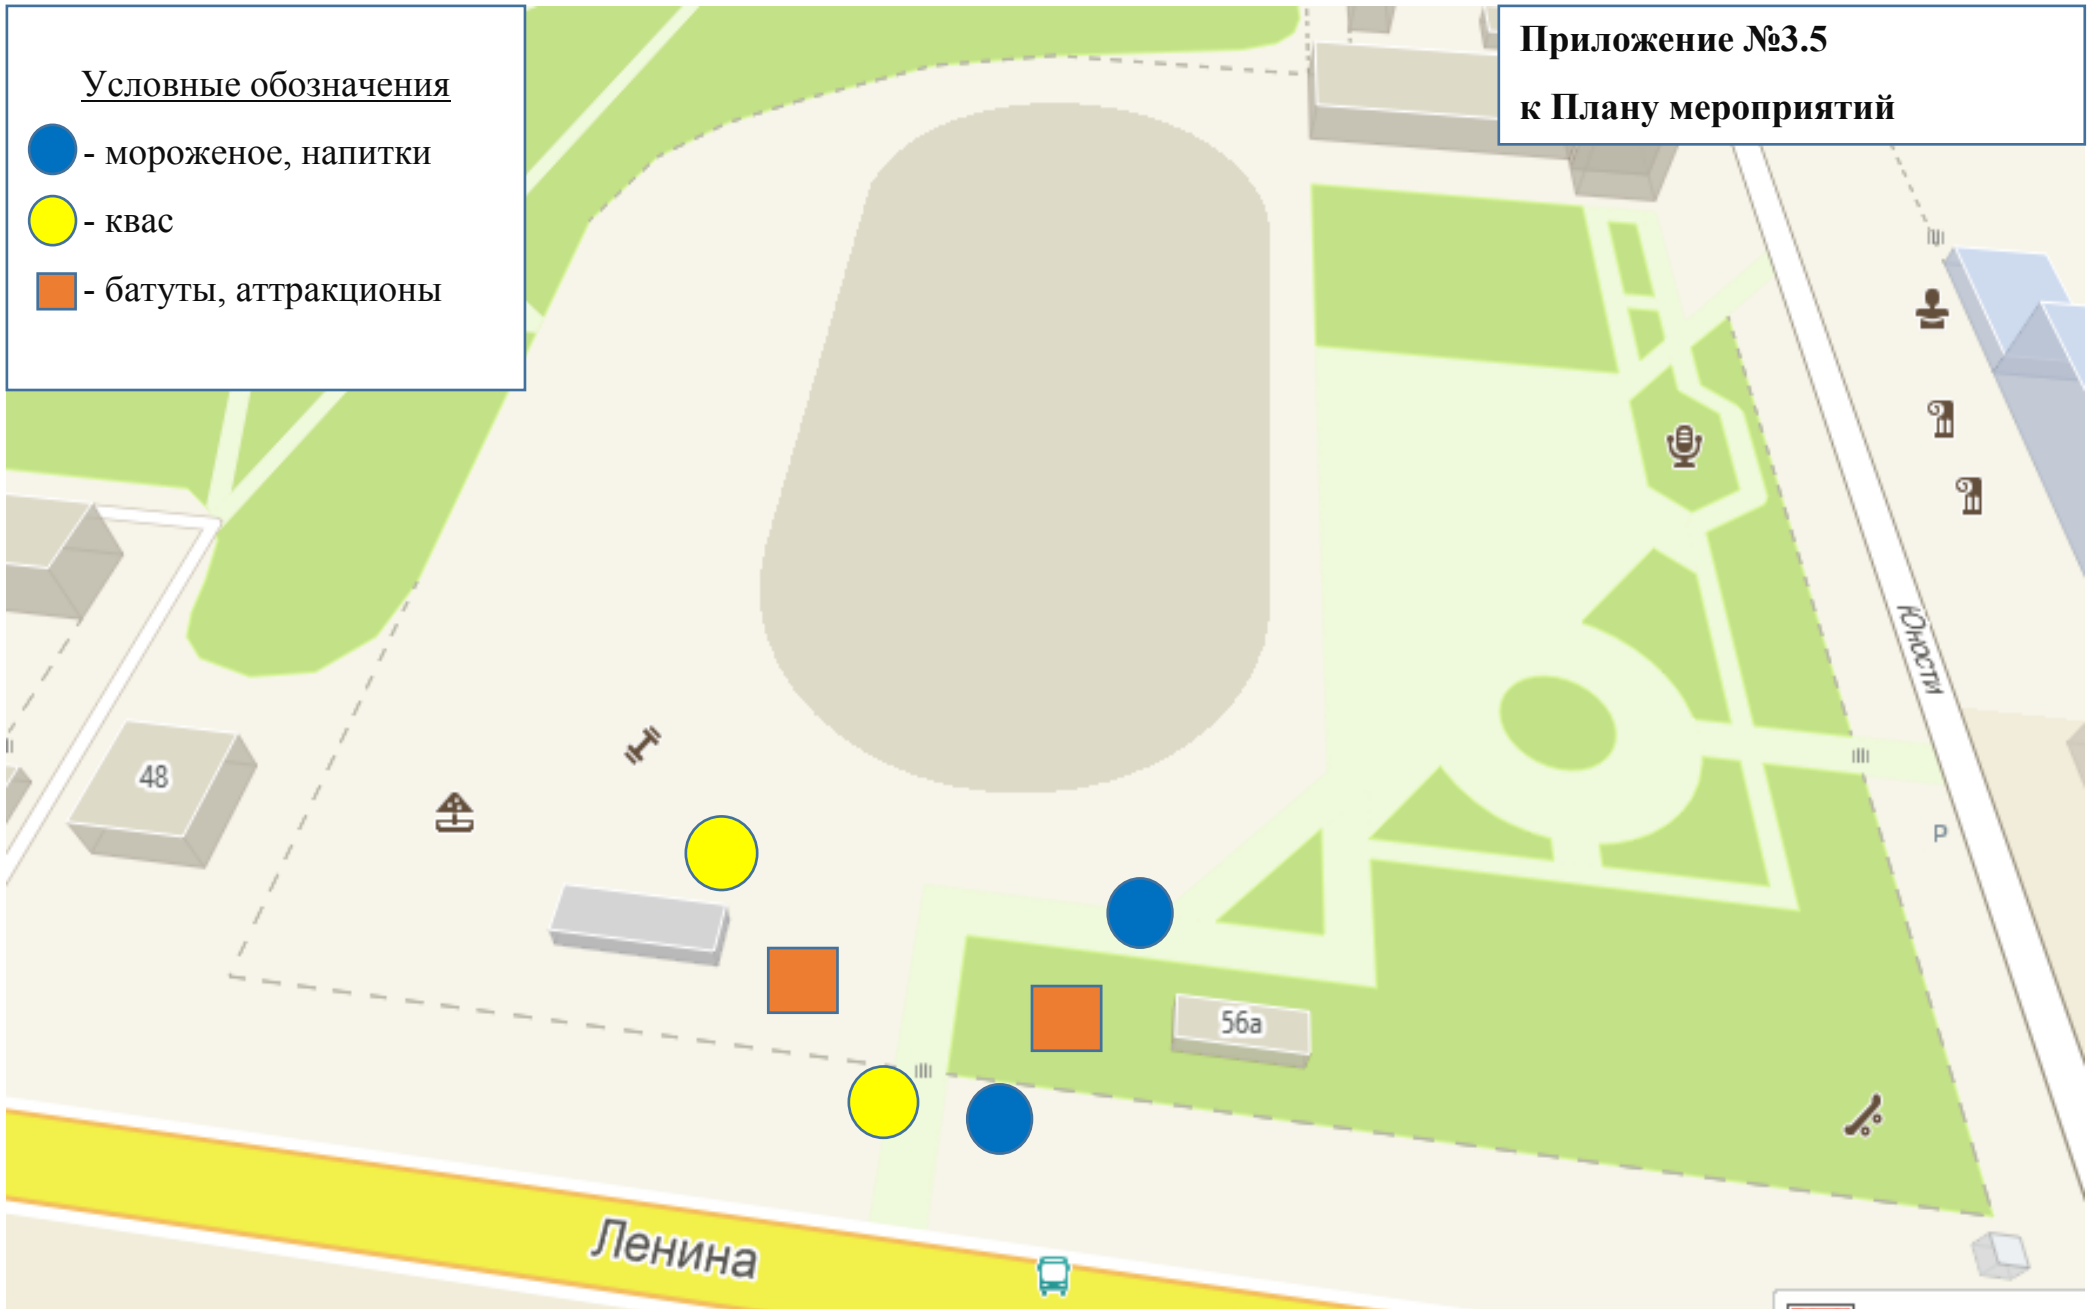 Условные обозначения
- мороженое, напитки
- квас
- батуты, аттракционы
Приложение №3.5
к Плану мероприятий
Юности
48
P
56а
Ленина